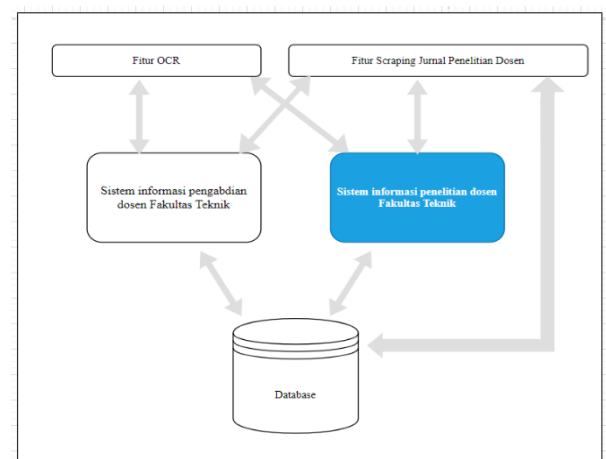 Fitur OCR
Fitur Scraping Jurnal Penelitian Dosen
Sistem informasi pengabdian
dosen Fakultas Teknik
Sistem informasi penelitian dosen
Fakultas Teknik
Database